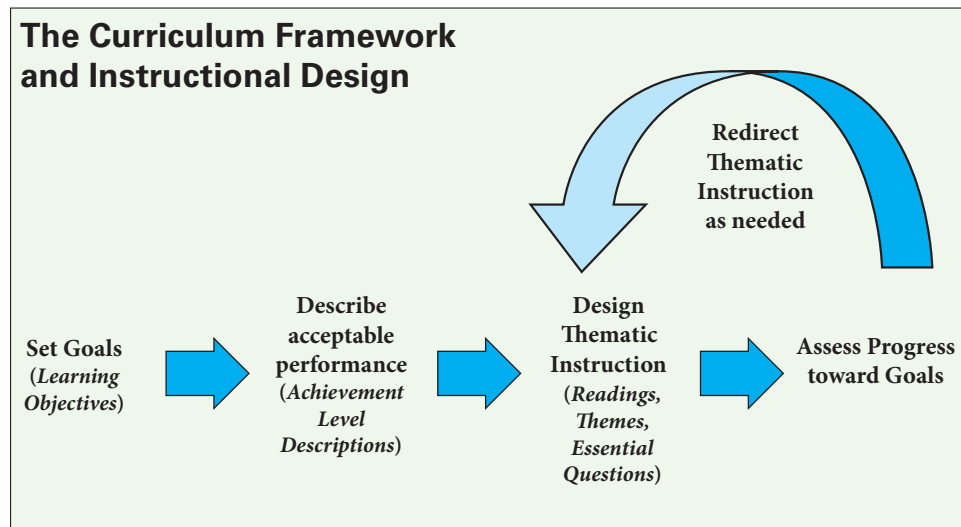 The Curriculum Framework
and Instructional Design
Redirect
Thematic
Instruction
as needed
Set Goals
(Learning
Objectives)
Describe
acceptable
performance
(Achievement
Level
Descriptions)
Design
Thematic
Instruction
(Readings,
Themes,
Essential
Questions)
Assess Progress
toward Goals